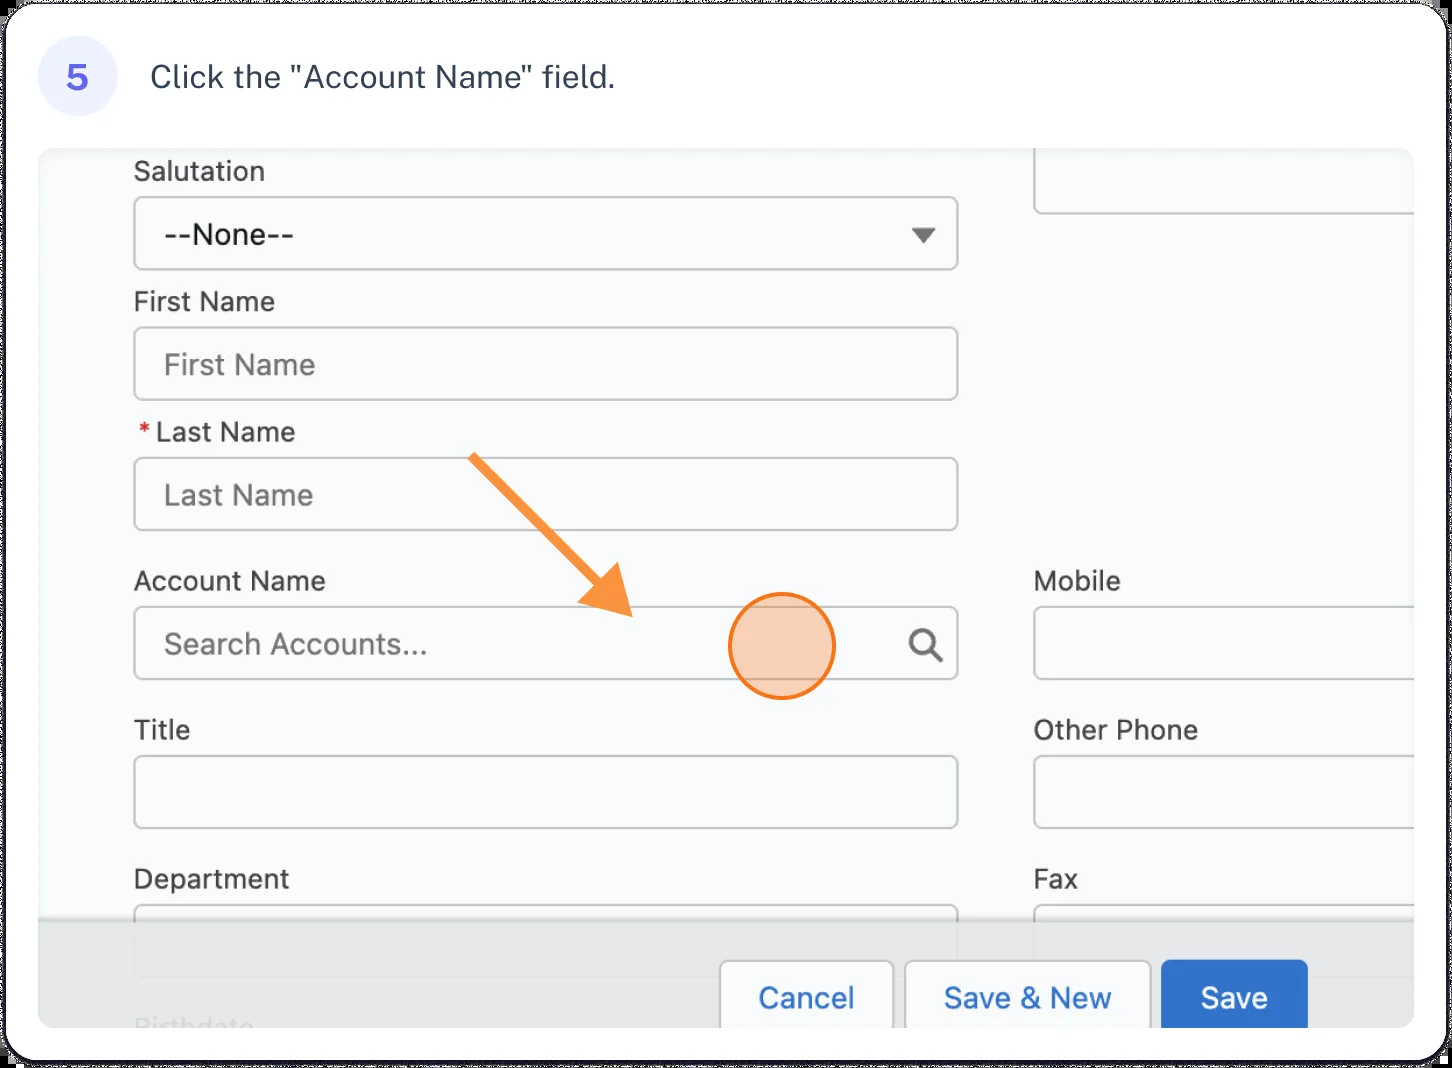 5
Click the "Account Name" field.
Salutation
--None--
First Name
First Name
* Last Name
Last Name
Account Name
Search Accounts...
Mobile
Title
Other Phone
Department
Fax
Birthdate
Cancel
Save & New
Save